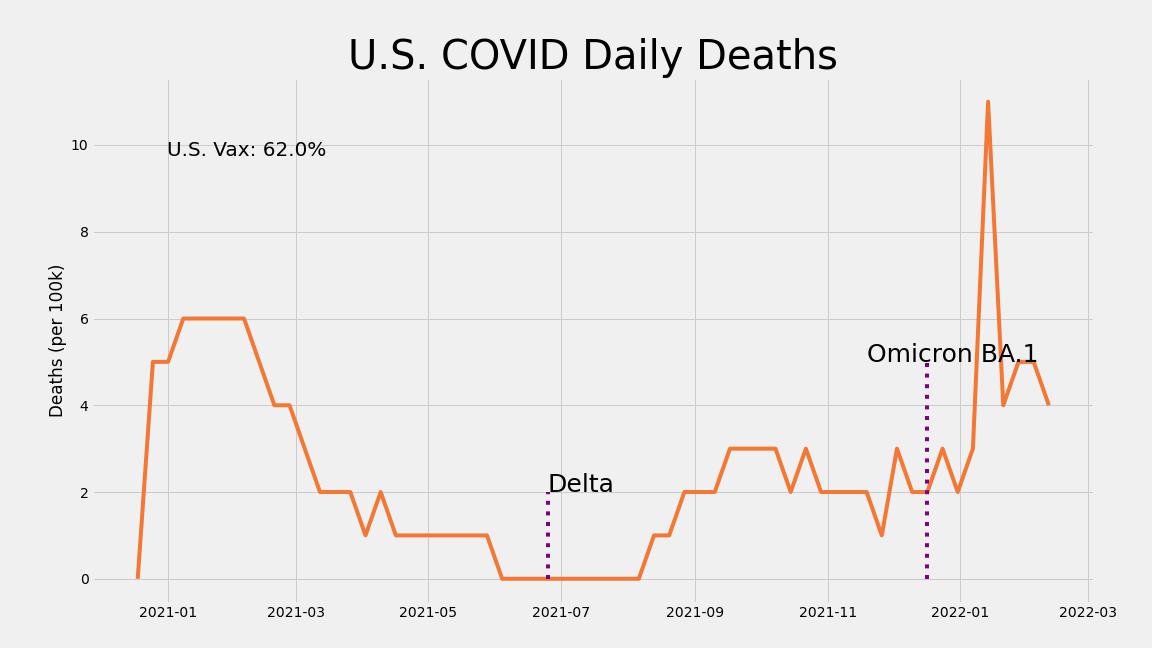 U.S. COVID Daily Deaths
U.S. Vax: 62.0%
Deaths (per 100k)
10
8
6
4
2
0
Omicron BA.1
Delta
2021-01
2021-03
2021-05
2021-07
2021-09
2021-11
2022-01
2022-03